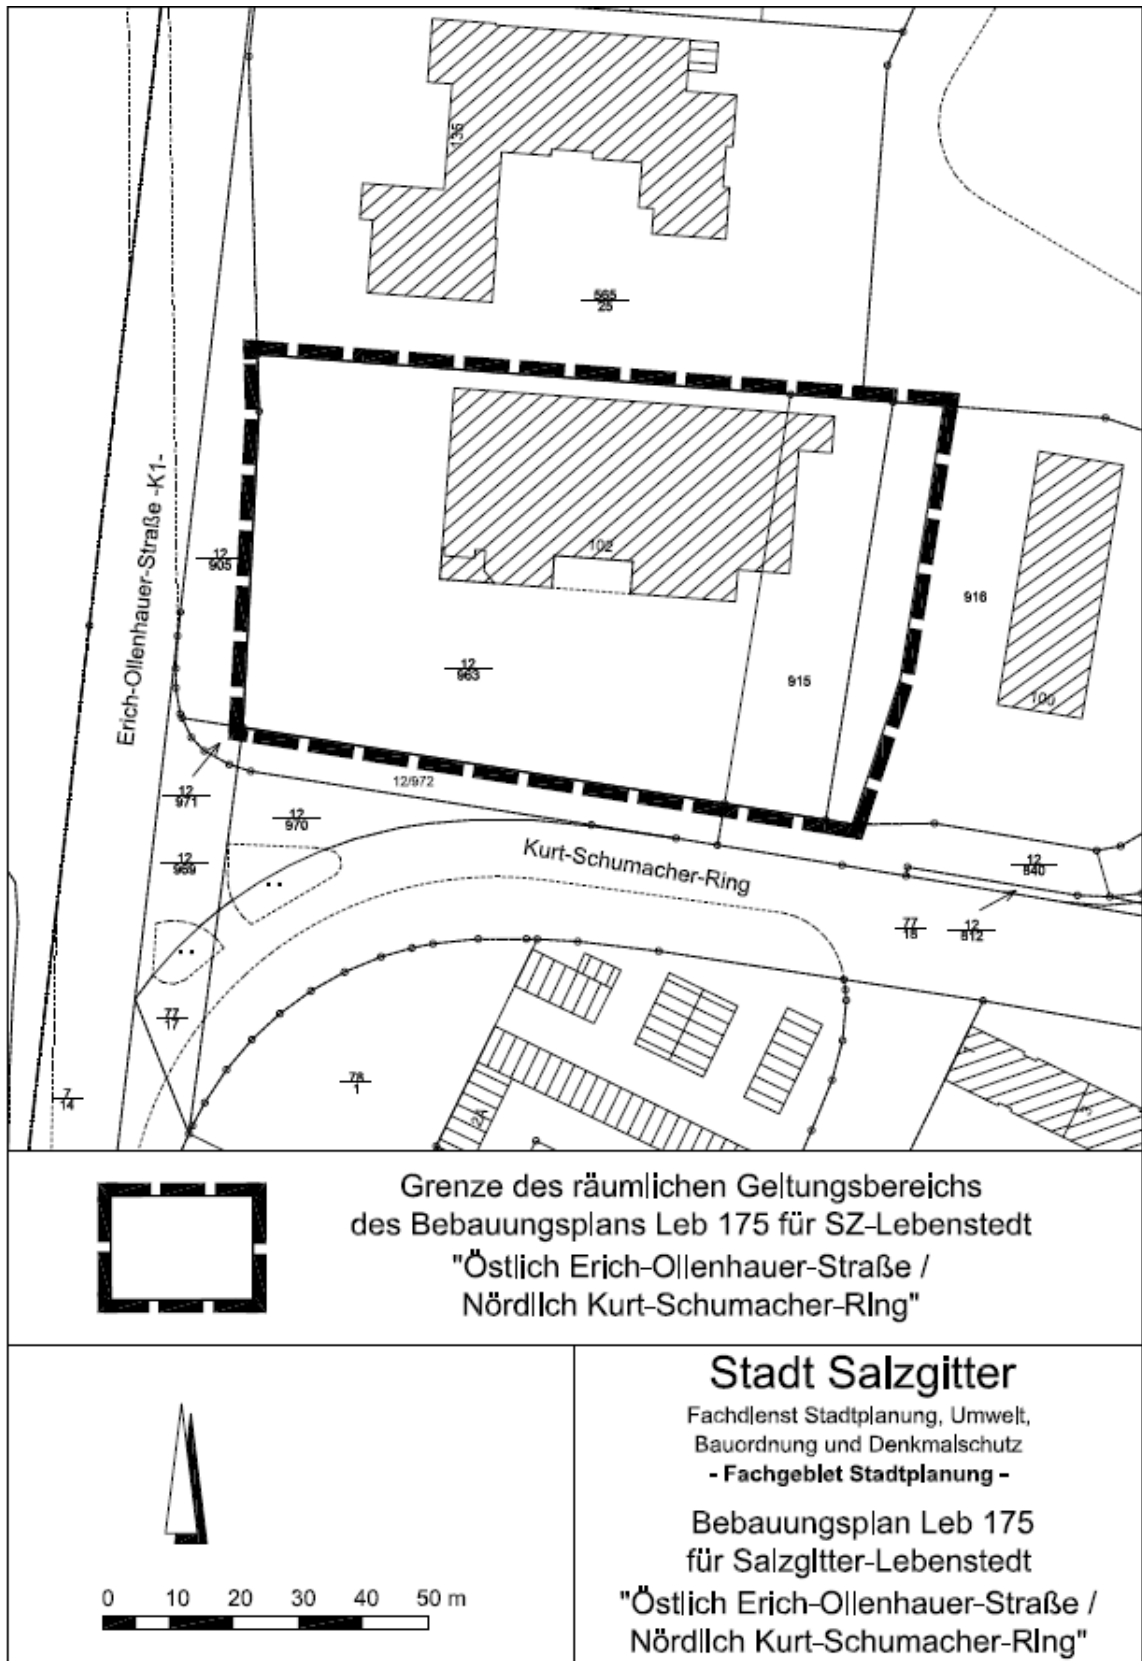 135
565
25
Erich-Ollenhauer-Straße -K1-
12
905
102
916
12
963
915
100
12/972
12
971
12
970
12
969
Kurt-Schumacher-Ring
12
840
77
18
12
812
77
17
78
1
7
14
2A
3
Grenze des räumlichen Geltungsbereichs
des Bebauungsplans Leb 175 für SZ-Lebenstedt
"Östlich Erich-Ollenhauer-Straße /
Nördlich Kurt-Schumacher-Ring"
Stadt Salzgitter
Fachdienst Stadtplanung, Umwelt,
Bauordnung und Denkmalschutz
- Fachgebiet Stadtplanung -
Bebauungsplan Leb 175
für Salzgitter-Lebenstedt
"Östlich Erich-Ollenhauer-Straße /
Nördlich Kurt-Schumacher-Ring"
0 10 20 30 40 50 m